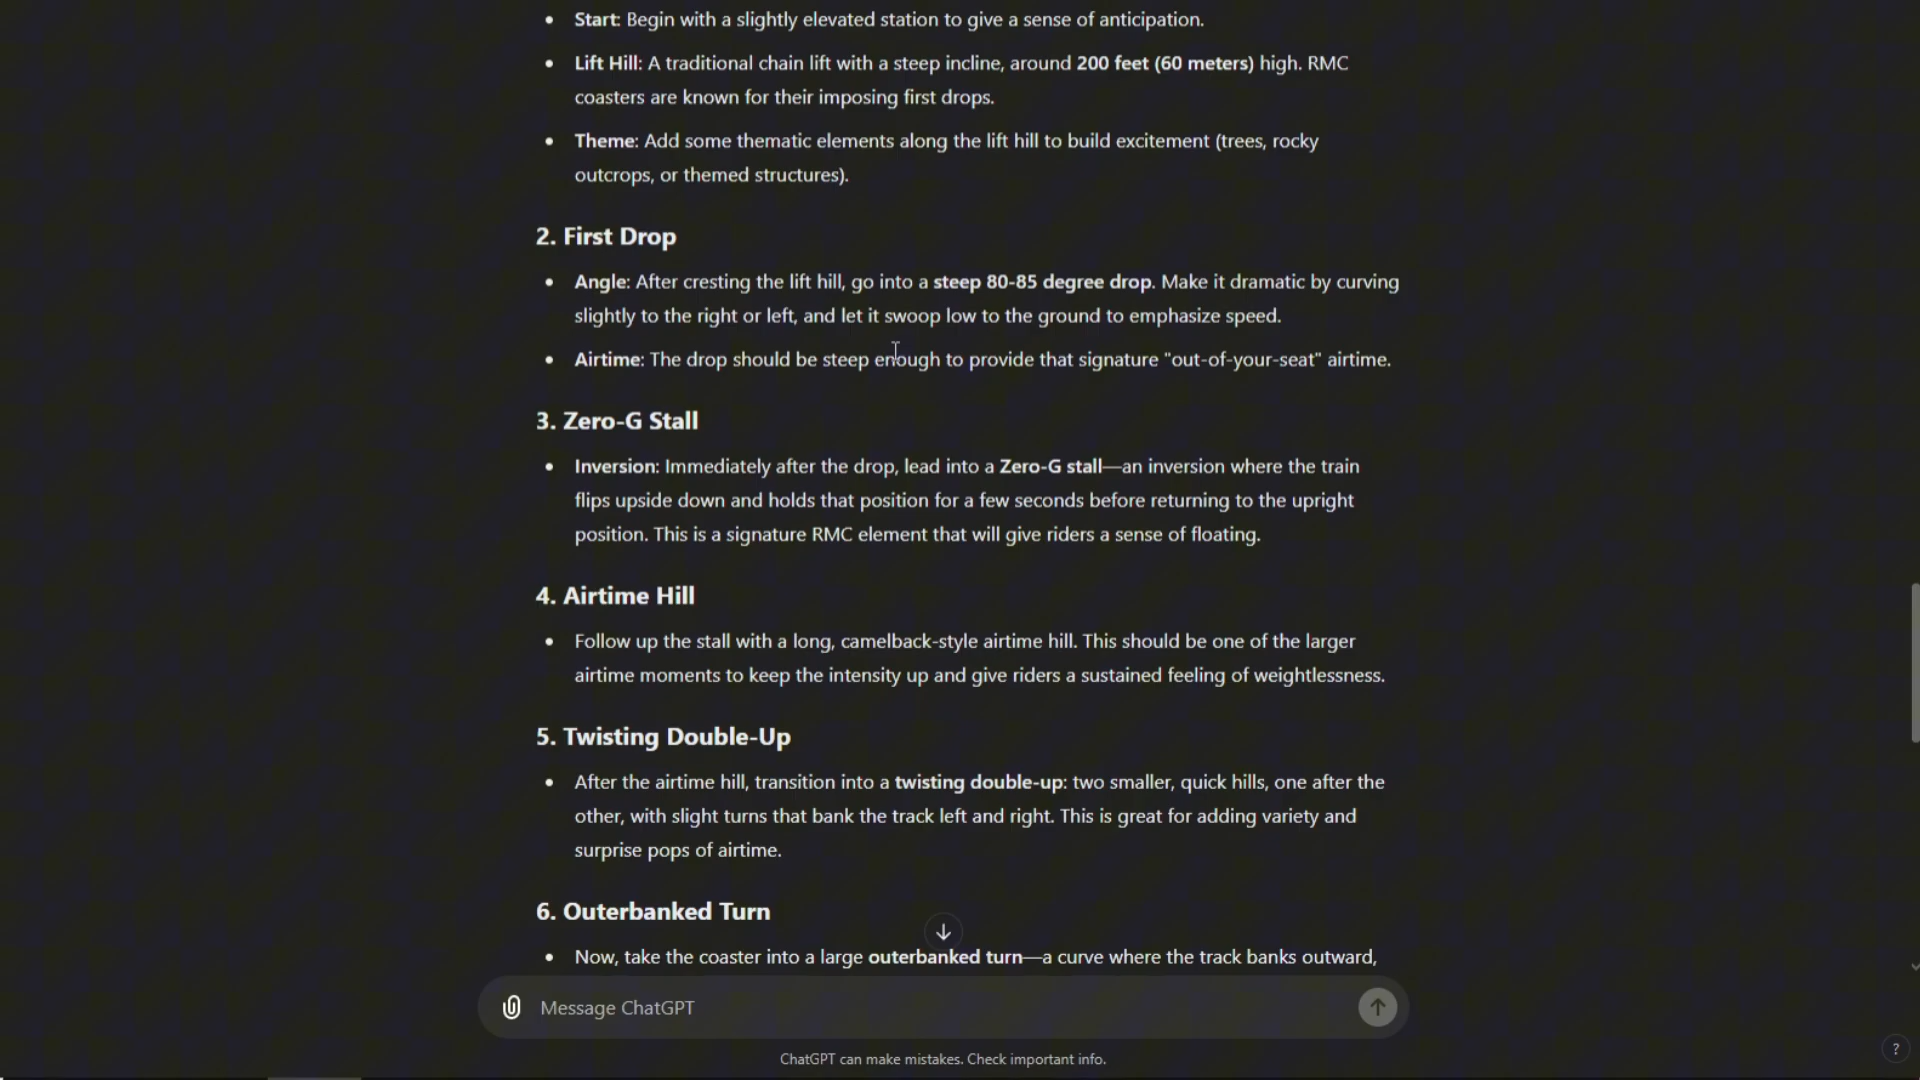 Start: Begin with a slightly elevated station to give a sense of anticipation.
Lift Hill: A traditional chain lift with a steep incline, around 200 feet (60 meters) high. RMC
coasters are known for their imposing first drops.
Theme: Add some thematic elements along the lift hill to build excitement (trees, rocky
outcrops, or themed structures).
2. First Drop
Angle: After cresting the lift hill, go into a steep 80-85 degree drop. Make it dramatic by curving
slightly to the right or left, and let it swoop low to the ground to emphasize speed.
Airtime: The drop should be steep enough to provide that signature "out-of-your-seat" airtime.
3. Zero-G Stall
Inversion: Immediately after the drop, lead into a Zero-G stall—an inversion where the train
flips upside down and holds that position for a few seconds before returning to the upright
position. This is a signature RMC element that will give riders a sense of floating.
4. Airtime Hill
Follow up the stall with a long, camelback-style airtime hill. This should be one of the larger
airtime moments to keep the intensity up and give riders a sustained feeling of weightlessness.
5. Twisting Double-Up
After the airtime hill, transition into a twisting double-up: two smaller, quick hills, one after the
other, with slight turns that bank the track left and right. This is great for adding variety and
surprise pops of airtime.
6. Outerbanked Turn
Now, take the coaster into a large outerbanked turn—a curve where the track banks outward,
Message ChatGPT
ChatGPT can make mistakes. Check important info.
?